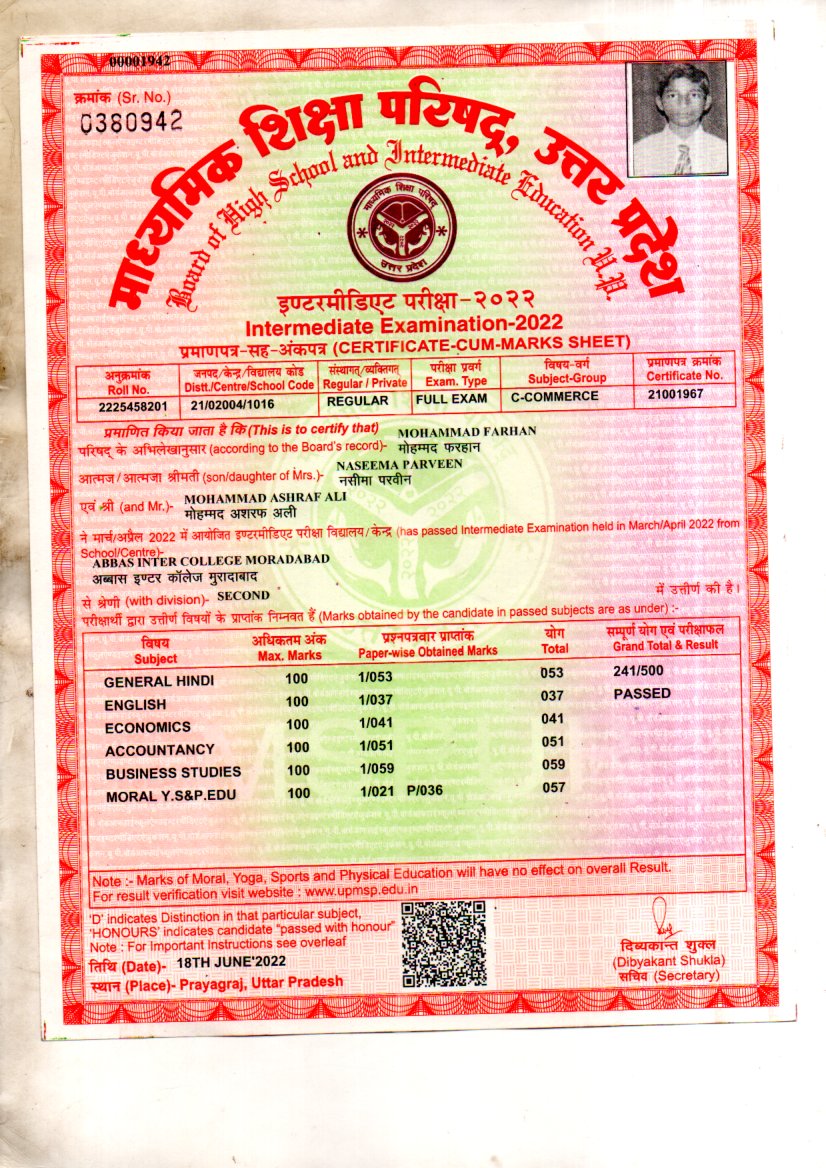 00001942
क्रमांक (Sr. No.)
0380942
माध्यमिक शिक्षा परिषद्, उत्तर प्रदेश
Board of High School and Intermediate Education U.P.
माध्यमिक शिक्षा परिषद्
उत्तर प्रदेश
इण्टरमीडिएट परीक्षा-२०२२
Intermediate Examination-2022
प्रमाणपत्र-सह-अंकपत्र (CERTIFICATE-CUM-MARKS SHEET)
अनुक्रमांक जनपद/केन्द्र/विद्यालय कोड संस्थागत/व्यक्तिगत परीक्षा प्रवर्ग विषय-वर्ग प्रमाणपत्र क्रमांक
Roll No. Distt./Centre/School Code Regular / Private Exam. Type Subject-Group Certificate No.
2225458201 21/02004/1016 REGULAR FULL EXAM C-COMMERCE 21001967
प्रमाणित किया जाता है कि (This is to certify that) MOHAMMAD FARHAN
परिषद् के अभिलेखानुसार (according to the Board's record)- मोहम्मद फरहान
NASEEMA PARVEEN
आत्मज/आत्मजा श्रीमती (son/daughter of Mrs.)- नसीमा परवीन
MOHAMMAD ASHRAF ALI
एवं श्री (and Mr.)- मोहम्मद अशरफ अली
ने मार्च/अप्रैल 2022 में आयोजित इण्टरमीडिएट परीक्षा विद्यालय/केन्द्र (has passed Intermediate Examination held in March/April 2022 from
School/Centre)-
ABBAS INTER COLLEGE MORADABAD
अब्बास इण्टर कॉलेज मुरादाबाद
से श्रेणी (with division)- SECOND में उत्तीर्ण की है।
परीक्षार्थी द्वारा उत्तीर्ण विषयों के प्राप्तांक निम्नवत हैं (Marks obtained by the candidate in passed subjects are as under) :-
विषय अधिकतम अंक प्रश्नपत्रवार प्राप्तांक योग सम्पूर्ण योग एवं परीक्षाफल
Subject Max. Marks Paper-wise Obtained Marks Total Grand Total & Result
GENERAL HINDI 100 1/053 053 241/500
ENGLISH 100 1/037 037 PASSED
ECONOMICS 100 1/041 041
ACCOUNTANCY 100 1/051 051
BUSINESS STUDIES 100 1/059 059
MORAL Y.S&P.EDU 100 1/021 P/036 057
Note :- Marks of Moral, Yoga, Sports and Physical Education will have no effect on overall Result.
For result verification visit website : www.upmsp.edu.in
'D' indicates Distinction in that particular subject,
'HONOURS' indicates candidate "passed with honour"
Note : For Important Instructions see overleaf
तिथि (Date)- 18TH JUNE'2022
स्थान (Place)- Prayagraj, Uttar Pradesh
दिब्यकान्त शुक्ल
(Dibyakant Shukla)
सचिव (Secretary)